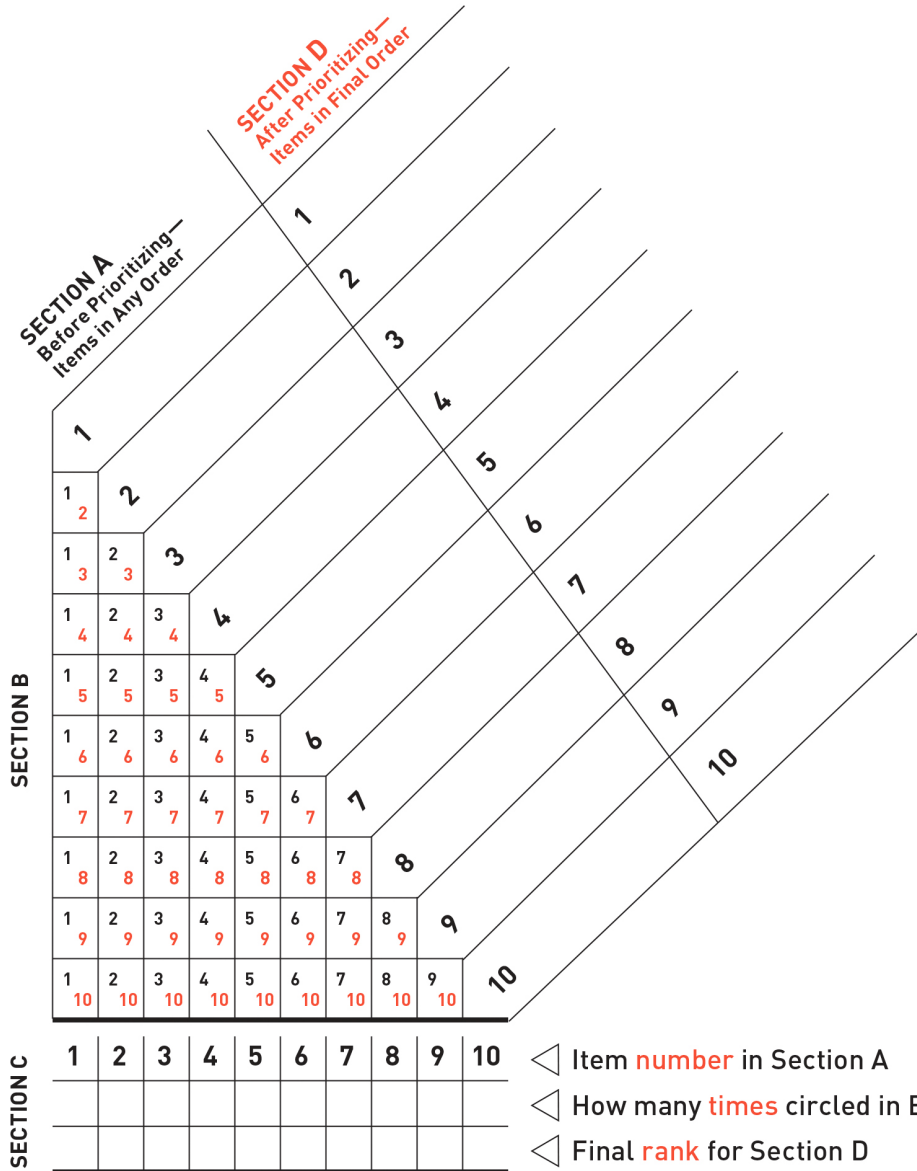 SECTION D
After Prioritizing—
Items in Final Order
SECTION A
Before Prioritizing—
Items in Any Order
1
2
3
4
5
6
7
8
9
10
1
2
3
4
5
6
7
8
9
10
SECTION B
1 2
1 3 2 3
1 4 2 4 3 4
1 5 2 5 3 5 4 5
1 6 2 6 3 6 4 6 5 6
1 7 2 7 3 7 4 7 5 7 6 7
1 8 2 8 3 8 4 8 5 8 6 8 7 8
1 9 2 9 3 9 4 9 5 9 6 9 7 9 8 9
1 10 2 10 3 10 4 10 5 10 6 10 7 10 8 10 9 10
SECTION C
1 2 3 4 5 6 7 8 9 10
Item number in Section A
How many times circled in B
Final rank for Section D